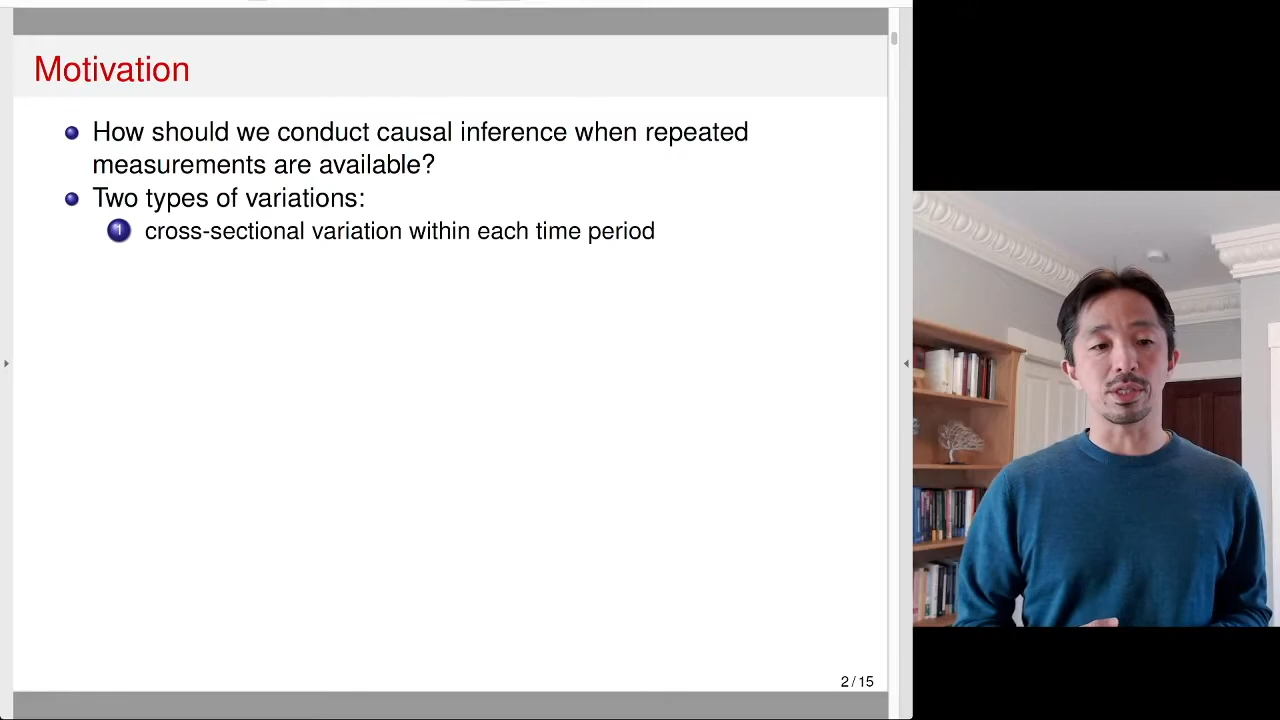 Motivation
How should we conduct causal inference when repeated
measurements are available?
Two types of variations:
1 cross-sectional variation within each time period
2 / 15